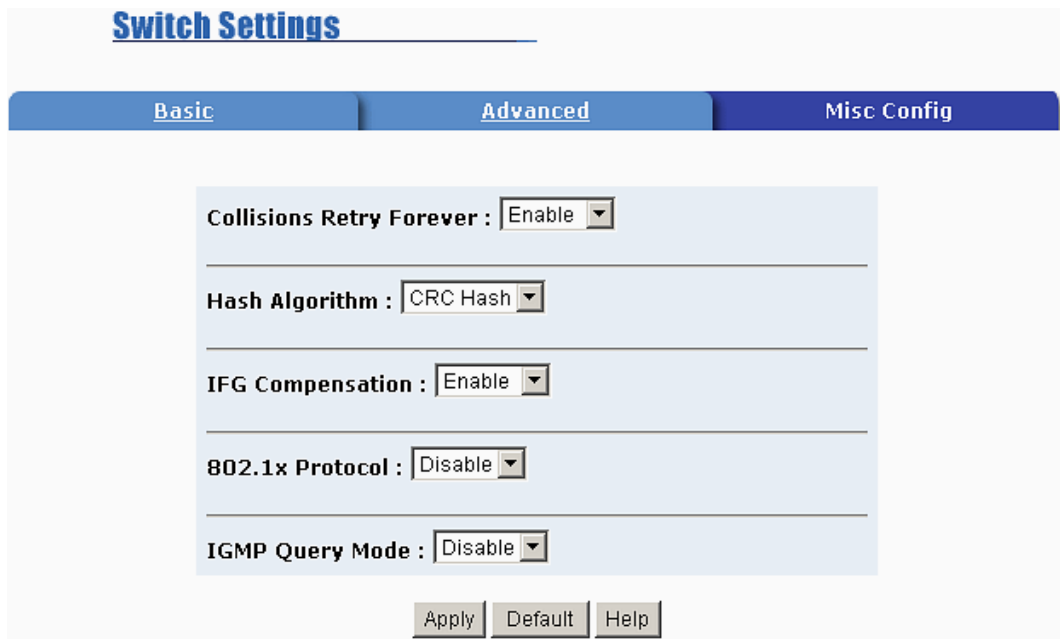 Switch Settings
Basic Advanced Misc Config
Collisions Retry Forever : Enable
Hash Algorithm : CRC Hash
IFG Compensation : Enable
802.1x Protocol : Disable
IGMP Query Mode : Disable
Apply Default Help